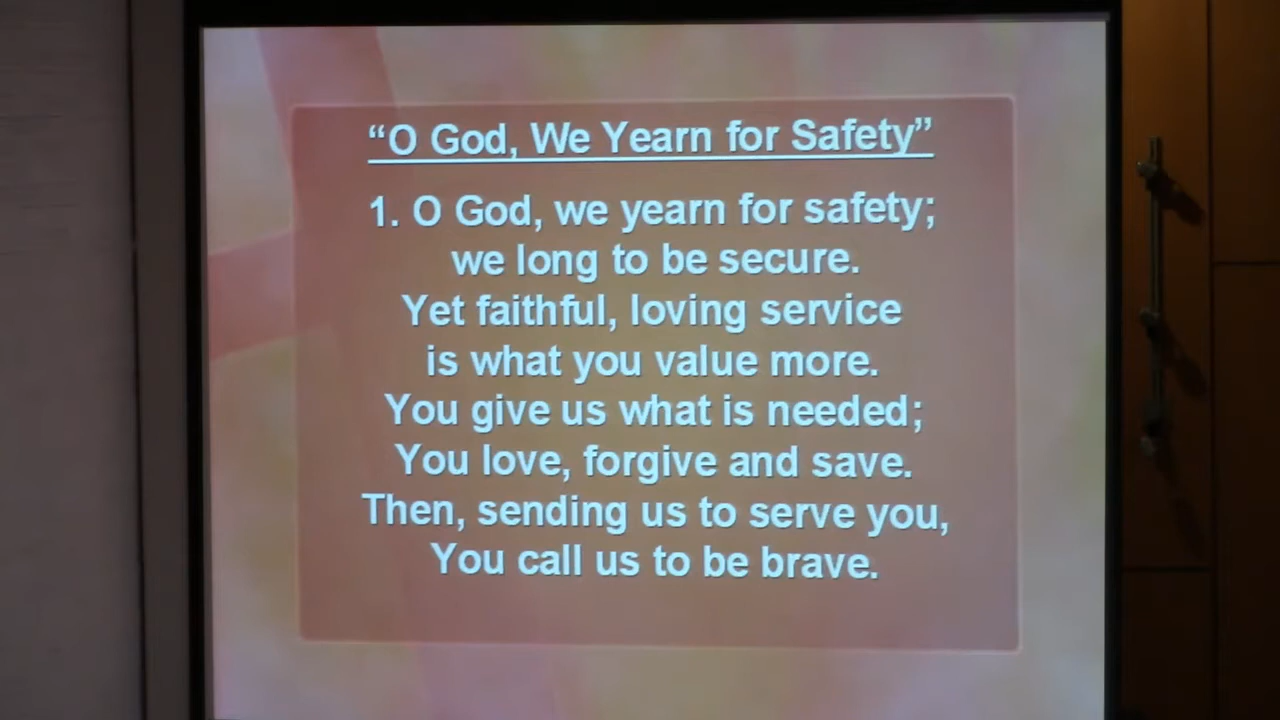 “O God, We Yearn for Safety”
1. O God, we yearn for safety;
we long to be secure.
Yet faithful, loving service
is what you value more.
You give us what is needed;
You love, forgive and save.
Then, sending us to serve you,
You call us to be brave.